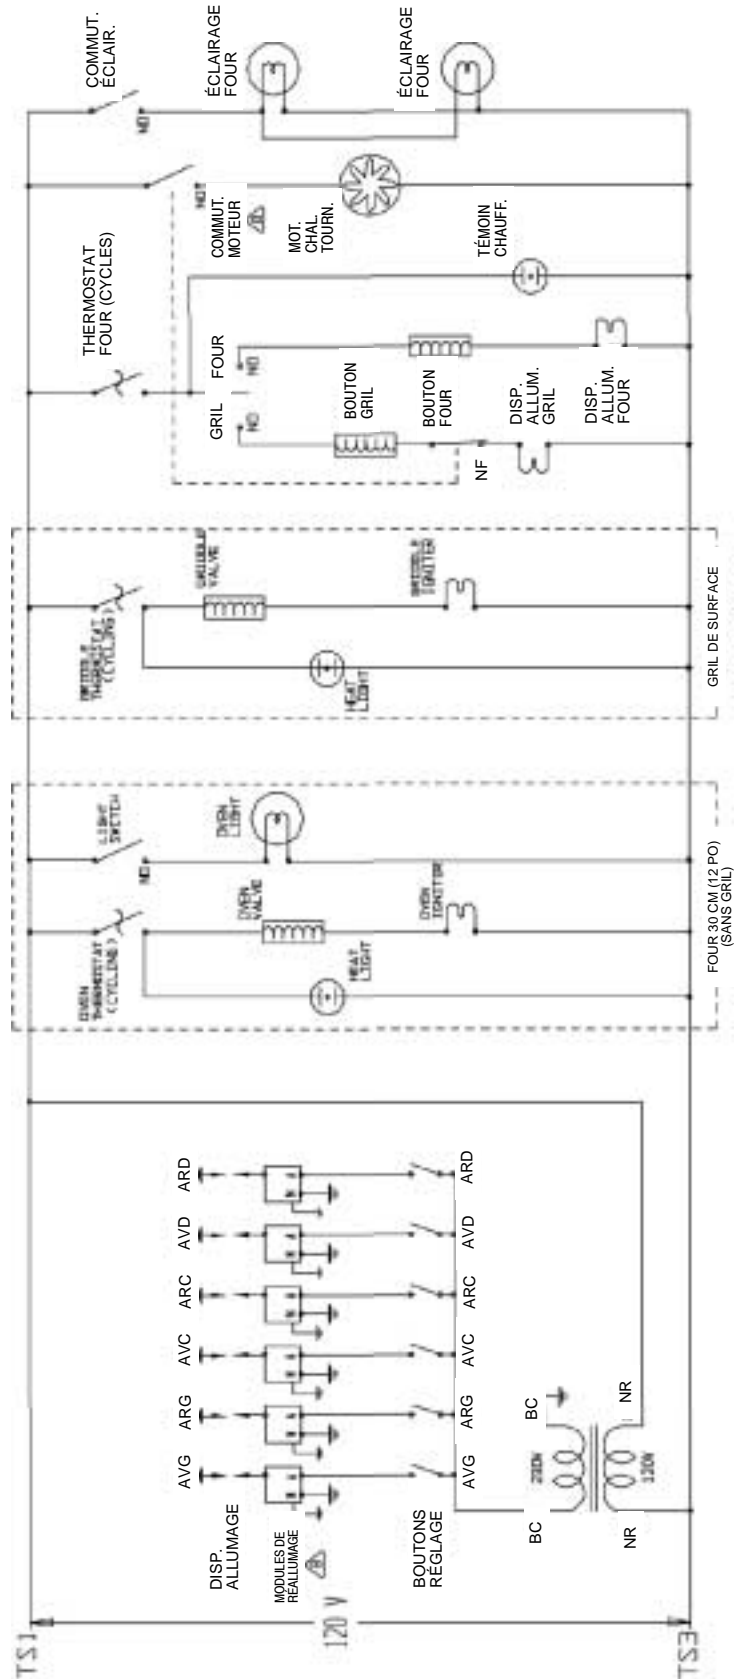 COMMUT.
ÉCLAIR.
ÉCLAIRAGE
FOUR
ÉCLAIRAGE
FOUR
NO
NOT
COMMUT.
MOTEUR
MOT.
CHAL.
TOURN.
TÉMOIN
CHAUFF.
THERMOSTAT
FOUR (CYCLES)
FOUR
GRIL
NO
NO
BOUTON
GRIL
BOUTON
FOUR
DISP.
ALLUM.
GRIL
DISP.
ALLUM.
FOUR
NF
GRIDDLE
VALVE
GRIDDLE
IGNITER
GRIDDLE
THERMOSTAT
(CYCLING)
HEAT
LIGHT
GRIL DE SURFACE
LIGHT
SWITCH
NO
OVEN
LIGHT
OVEN
VALVE
OVEN
IGNITOR
OVEN
THERMOSTAT
(CYCLING)
HEAT
LIGHT
FOUR 30 CM (12 PO)
(SANS GRIL)
ARD
AVD
ARC
AVC
ARG
AVG
ARD
AVD
ARC
AVC
ARG
AVG
DISP.
ALLUMAGE
MODULES DE
RÉALLUMAGE
BOUTONS
RÉGLAGE
BC
BC
NR
NR
120V
120 V
TS1
TS3